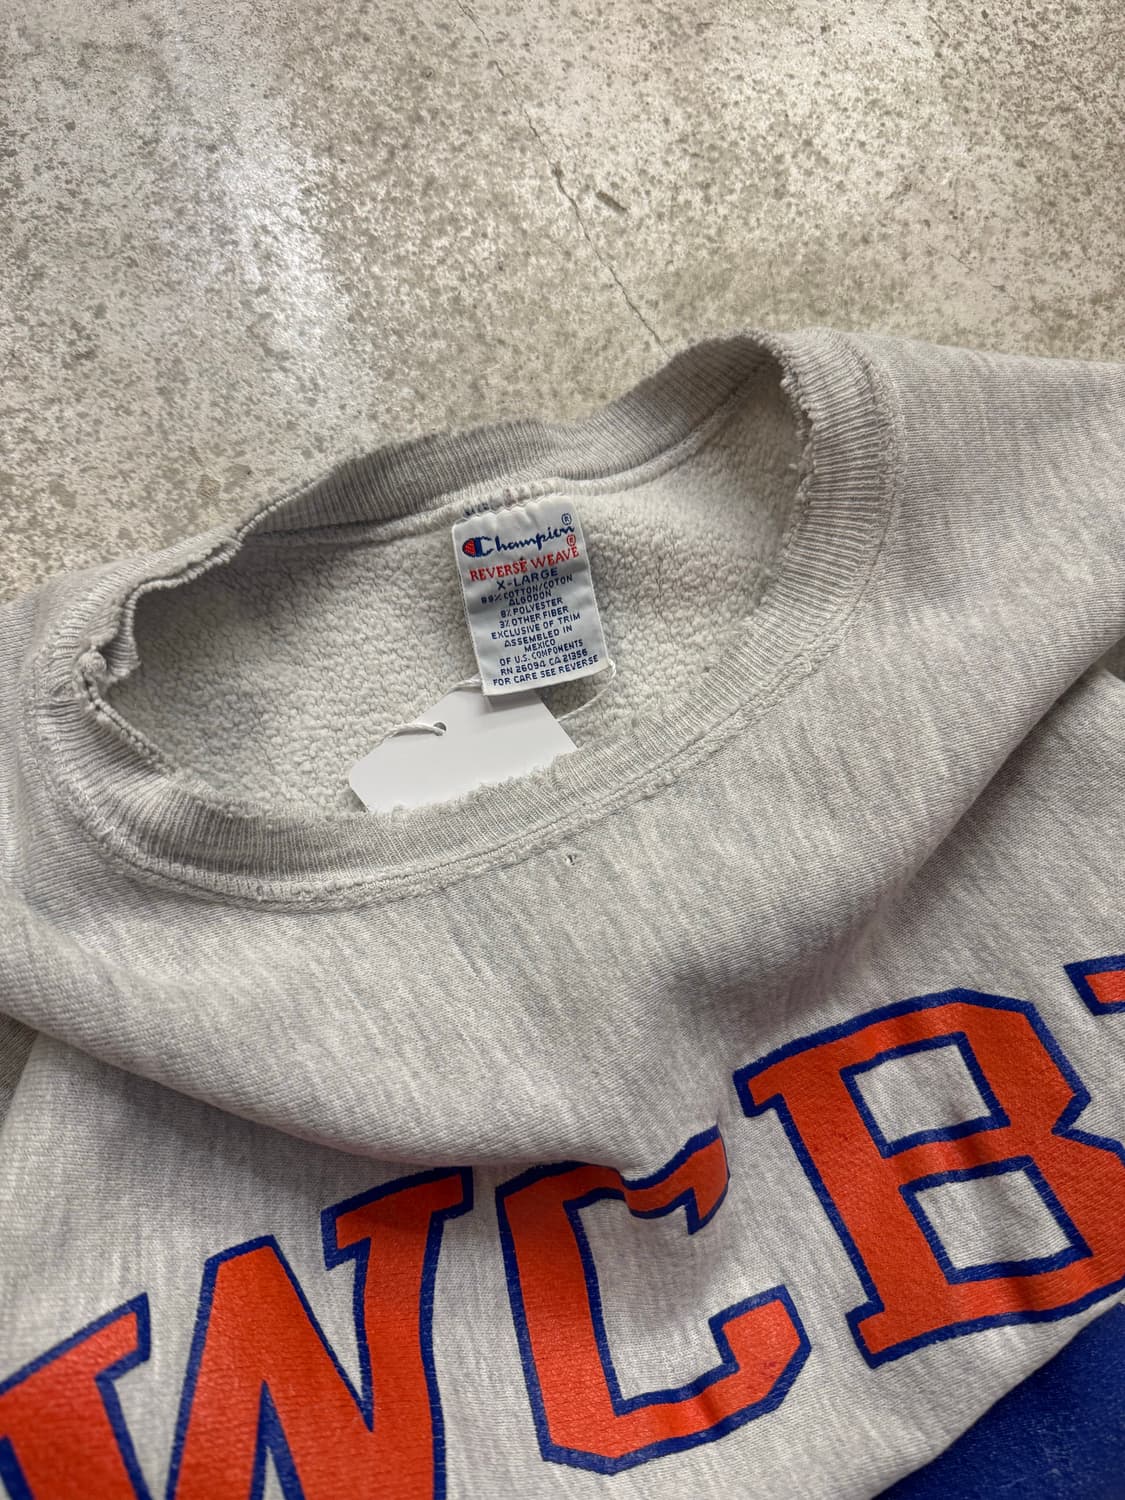 Champion®
REVERSE WEAVE®
X-LARGE
89% COTTON/COTON
ALGODON
8% POLYESTER
3% OTHER FIBER
EXCLUSIVE OF TRIM
ASSEMBLED IN
MEXICO
OF U.S. COMPONENTS
RN 26094 CA 21356
FOR CARE SEE REVERSE
WCB